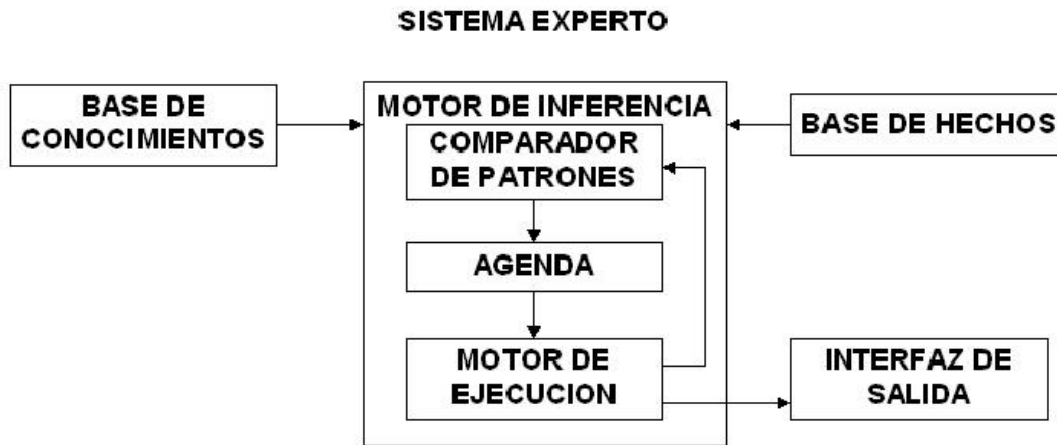 SISTEMA EXPERTO
BASE DE
CONOCIMIENTOS
MOTOR DE INFERENCIA
COMPARADOR
DE PATRONES
AGENDA
MOTOR DE
EJECUCION
BASE DE HECHOS
INTERFAZ DE
SALIDA